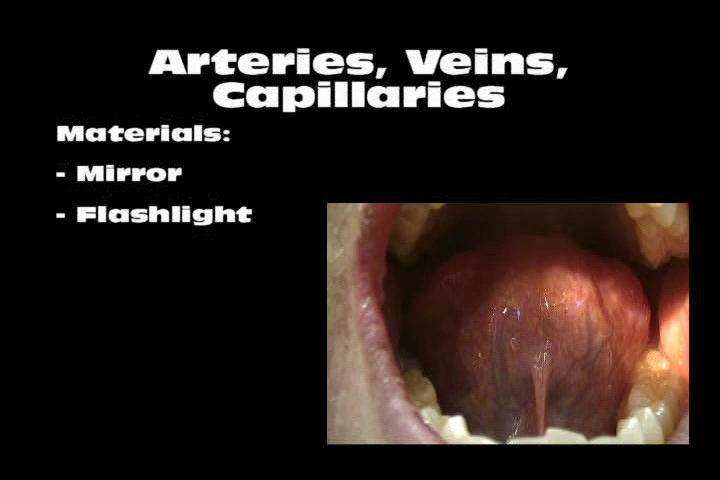 Arteries, Veins,
Capillaries
Materials:
- Mirror
- Flashlight